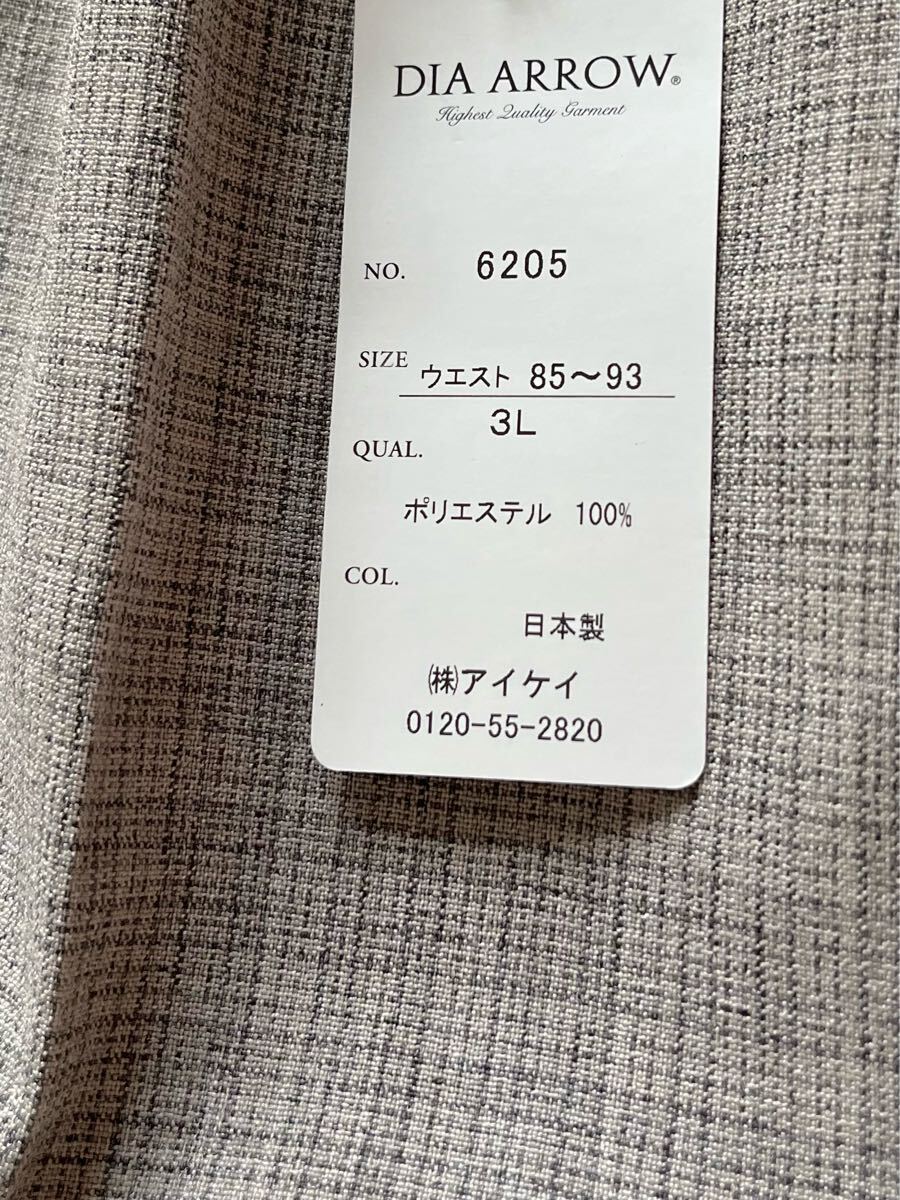 DIA ARROW®
Highest Quality Garment
NO. 6205
SIZE ウエスト 85～93
3L
QUAL.
ポリエステル 100%
COL.
日本製
㈱アイケイ
0120-55-2820